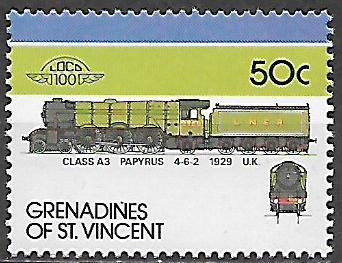 LOCO
100
50c
L N E R
CLASS A3 PAPYRUS 4-6-2 1929 U.K.
GRENADINES
OF ST. VINCENT